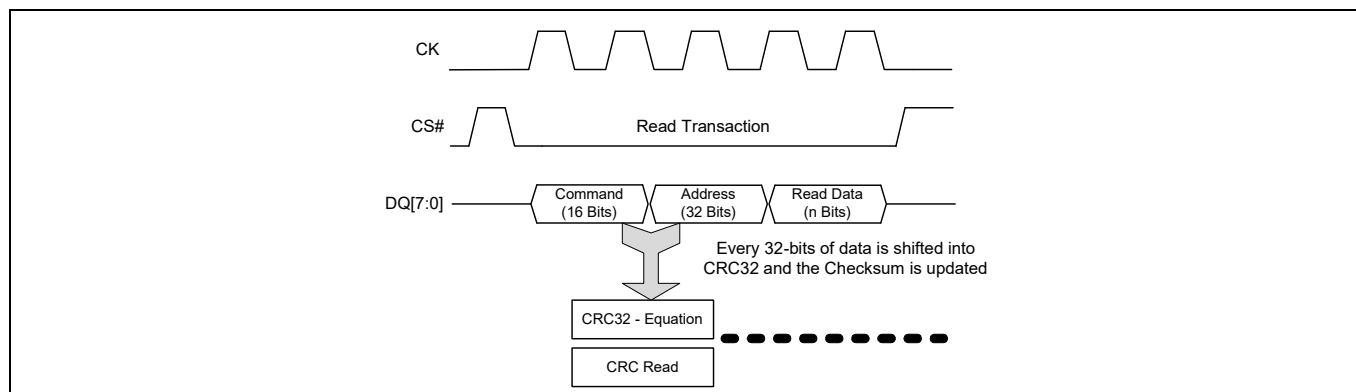 CK
CS#
Read Transaction
DQ[7:0]
Command
(16 Bits)
Address
(32 Bits)
Read Data
(n Bits)
Every 32-bits of data is shifted into
CRC32 and the Checksum is updated
CRC32 - Equation
CRC Read